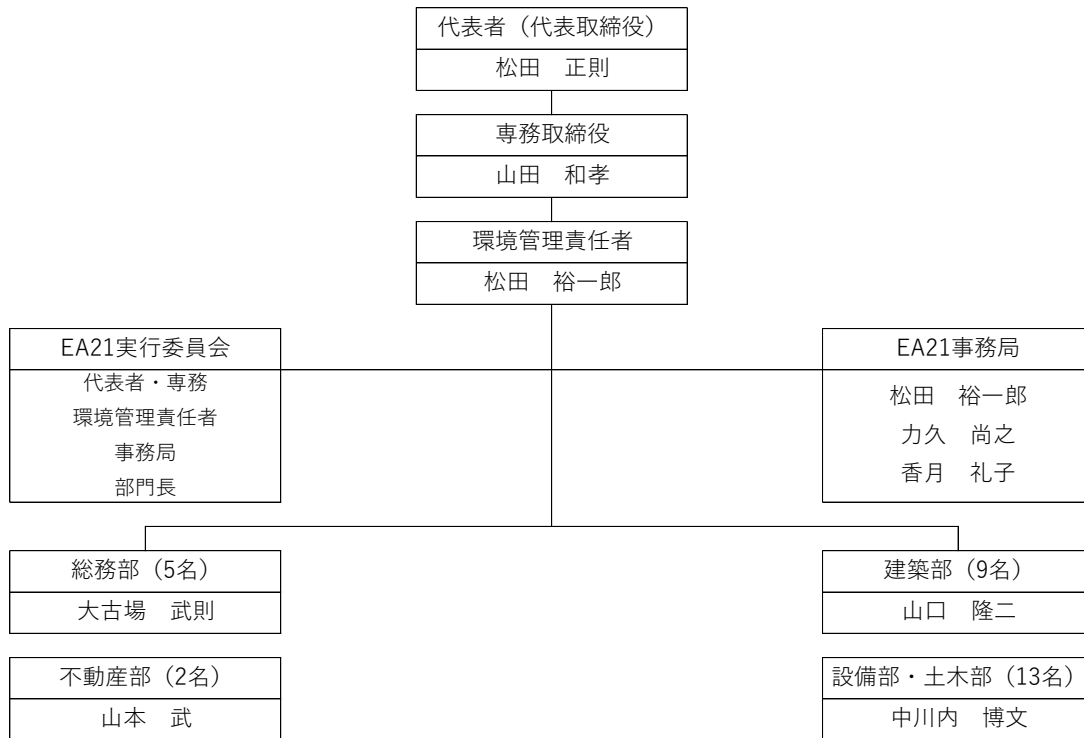 代表者（代表取締役）
松田　正則
専務取締役
山田　和孝
環境管理責任者
松田　裕一郎
EA21実行委員会
代表者・専務
環境管理責任者
事務局
部門長
EA21事務局
松田　裕一郎
力久　尚之
香月　礼子
総務部（5名）
大古場　武則
建築部（9名）
山口　隆二
不動産部（2名）
山本　武
設備部・土木部（13名）
中川内　博文